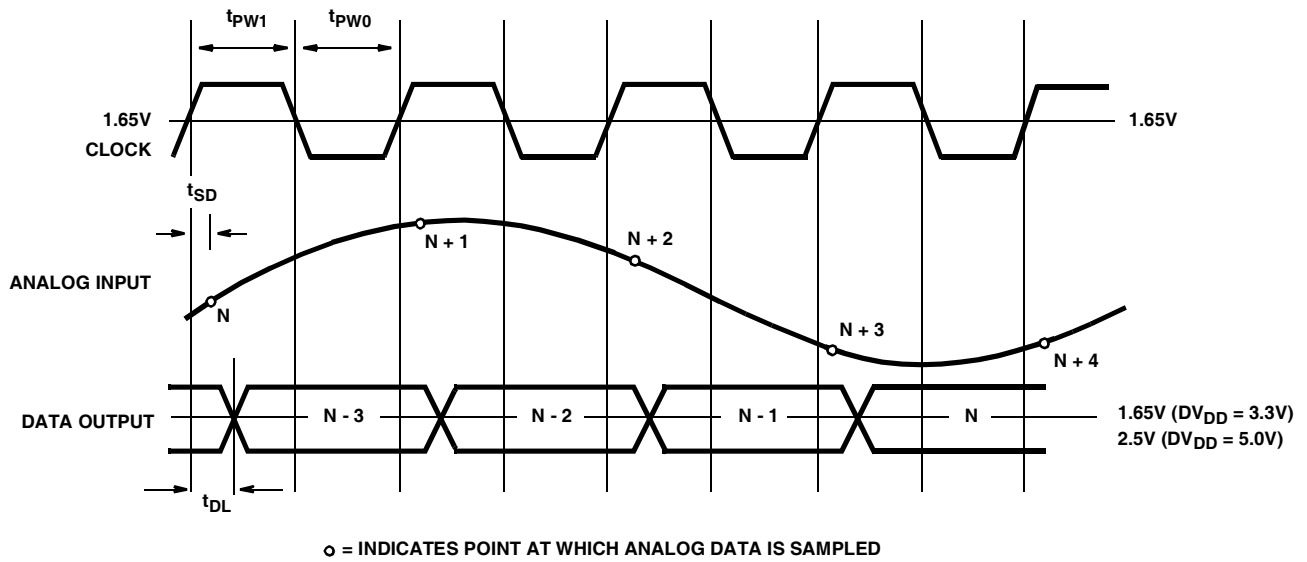 tPW1 tPW0
1.65V 1.65V
CLOCK
tSD
N + 1 N + 2
ANALOG INPUT
N
N + 3
N + 4
DATA OUTPUT N - 3 N - 2 N - 1 N
1.65V (DVDD = 3.3V)
2.5V (DVDD = 5.0V)
tDL
= INDICATES POINT AT WHICH ANALOG DATA IS SAMPLED